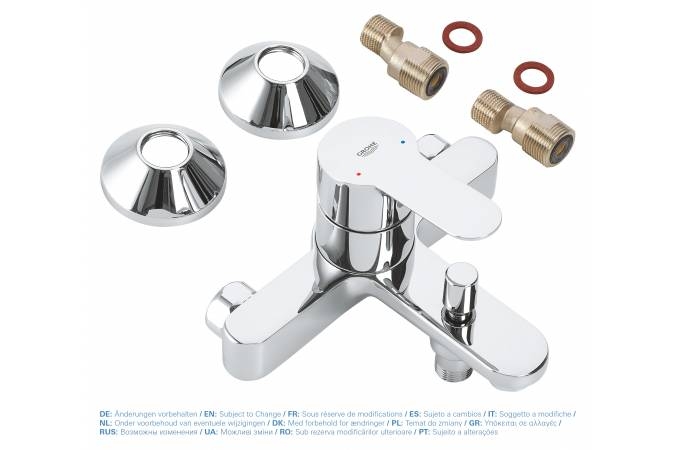 GROHE
DE: Änderungen vorbehalten / EN: Subject to Change / FR: Sous réserve de modifications / ES: Sujeto a cambios / IT: Soggetto a modifiche /
NL: Onder voorbehoud van eventuele wijzigingen / DK: Med forbehold for ændringer / PL: Temat do zmiany / GR: Υπόκειται σε αλλαγές /
RUS: Возможны изменения / UA: Можливі зміни / RO: Sub rezerva modificărilor ulterioare / PT: Sujeito a alterações